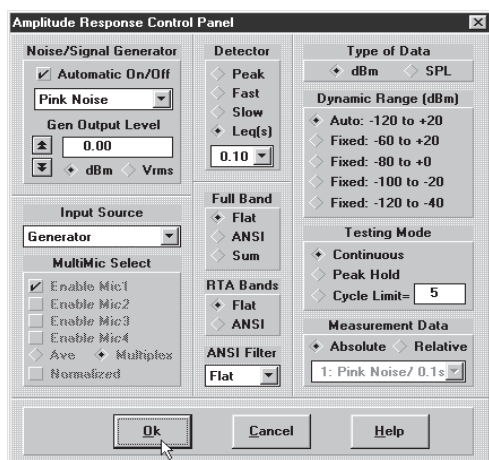 Amplitude Response Control Panel
Noise/Signal Generator
Automatic On/Off
Pink Noise
Gen Output Level
0.00
dBm Vrms
Input Source
Generator
MultiMic Select
Enable Mic1
Enable Mic2
Enable Mic3
Enable Mic4
Ave Multiplex
Normalized
Detector
Peak
Fast
Slow
Leq(s)
0.10
Full Band
Flat
ANSI
Sum
RTA Bands
Flat
ANSI
ANSI Filter
Flat
Type of Data
dBm SPL
Dynamic Range (dBm)
Auto: -120 to +20
Fixed: -60 to +20
Fixed: -80 to +0
Fixed: -100 to -20
Fixed: -120 to -40
Testing Mode
Continuous
Peak Hold
Cycle Limit= 5
Measurement Data
Absolute Relative
1: Pink Noise/ 0.1s
Ok Cancel Help